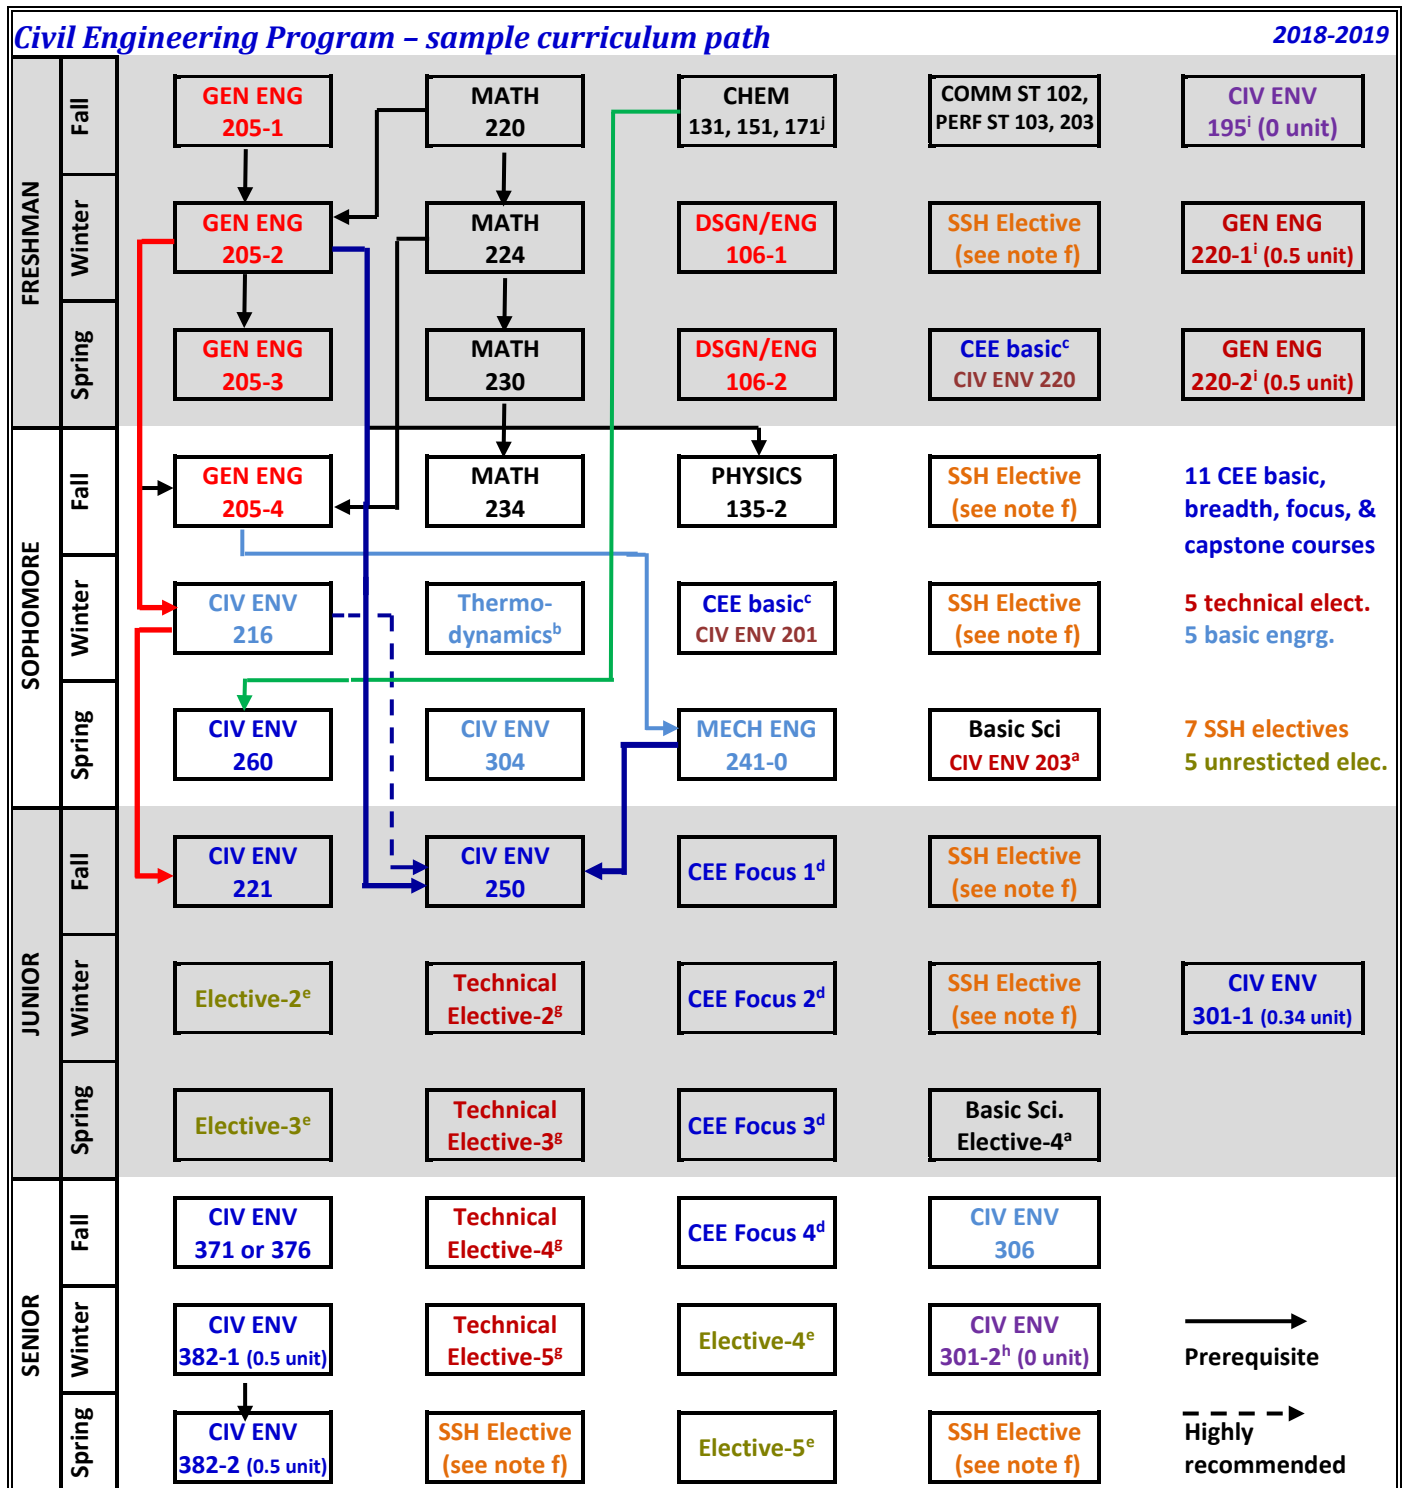 Civil Engineering Program – sample curriculum path
2018-2019
FRESHMAN
Fall
GEN ENG
205-1
MATH
220
CHEM
131, 151, 171j
COMM ST 102,
PERF ST 103, 203
CIV ENV
195i (0 unit)
Winter
GEN ENG
205-2
MATH
224
DSGN/ENG
106-1
SSH Elective
(see note f)
GEN ENG
220-1i (0.5 unit)
Spring
GEN ENG
205-3
MATH
230
DSGN/ENG
106-2
CEE basicc
CIV ENV 220
GEN ENG
220-2i (0.5 unit)
SOPHOMORE
Fall
GEN ENG
205-4
MATH
234
PHYSICS
135-2
SSH Elective
(see note f)
11 CEE basic,
breadth, focus, &
capstone courses
Winter
CIV ENV
216
Thermo-
dynamicsb
CEE basicc
CIV ENV 201
SSH Elective
(see note f)
5 technical elect.
5 basic engrg.
Spring
CIV ENV
260
CIV ENV
304
MECH ENG
241-0
Basic Sci
CIV ENV 203a
7 SSH electives
5 unresticted elec.
JUNIOR
Fall
CIV ENV
221
CIV ENV
250
CEE Focus 1d
SSH Elective
(see note f)
Winter
Elective-2e
Technical
Elective-2g
CEE Focus 2d
SSH Elective
(see note f)
CIV ENV
301-1 (0.34 unit)
Spring
Elective-3e
Technical
Elective-3g
CEE Focus 3d
Basic Sci.
Elective-4a
SENIOR
Fall
CIV ENV
371 or 376
Technical
Elective-4g
CEE Focus 4d
CIV ENV
306
Winter
CIV ENV
382-1 (0.5 unit)
Technical
Elective-5g
Elective-4e
CIV ENV
301-2h (0 unit)
Prerequisite
Spring
CIV ENV
382-2 (0.5 unit)
SSH Elective
(see note f)
Elective-5e
SSH Elective
(see note f)
Highly
recommended